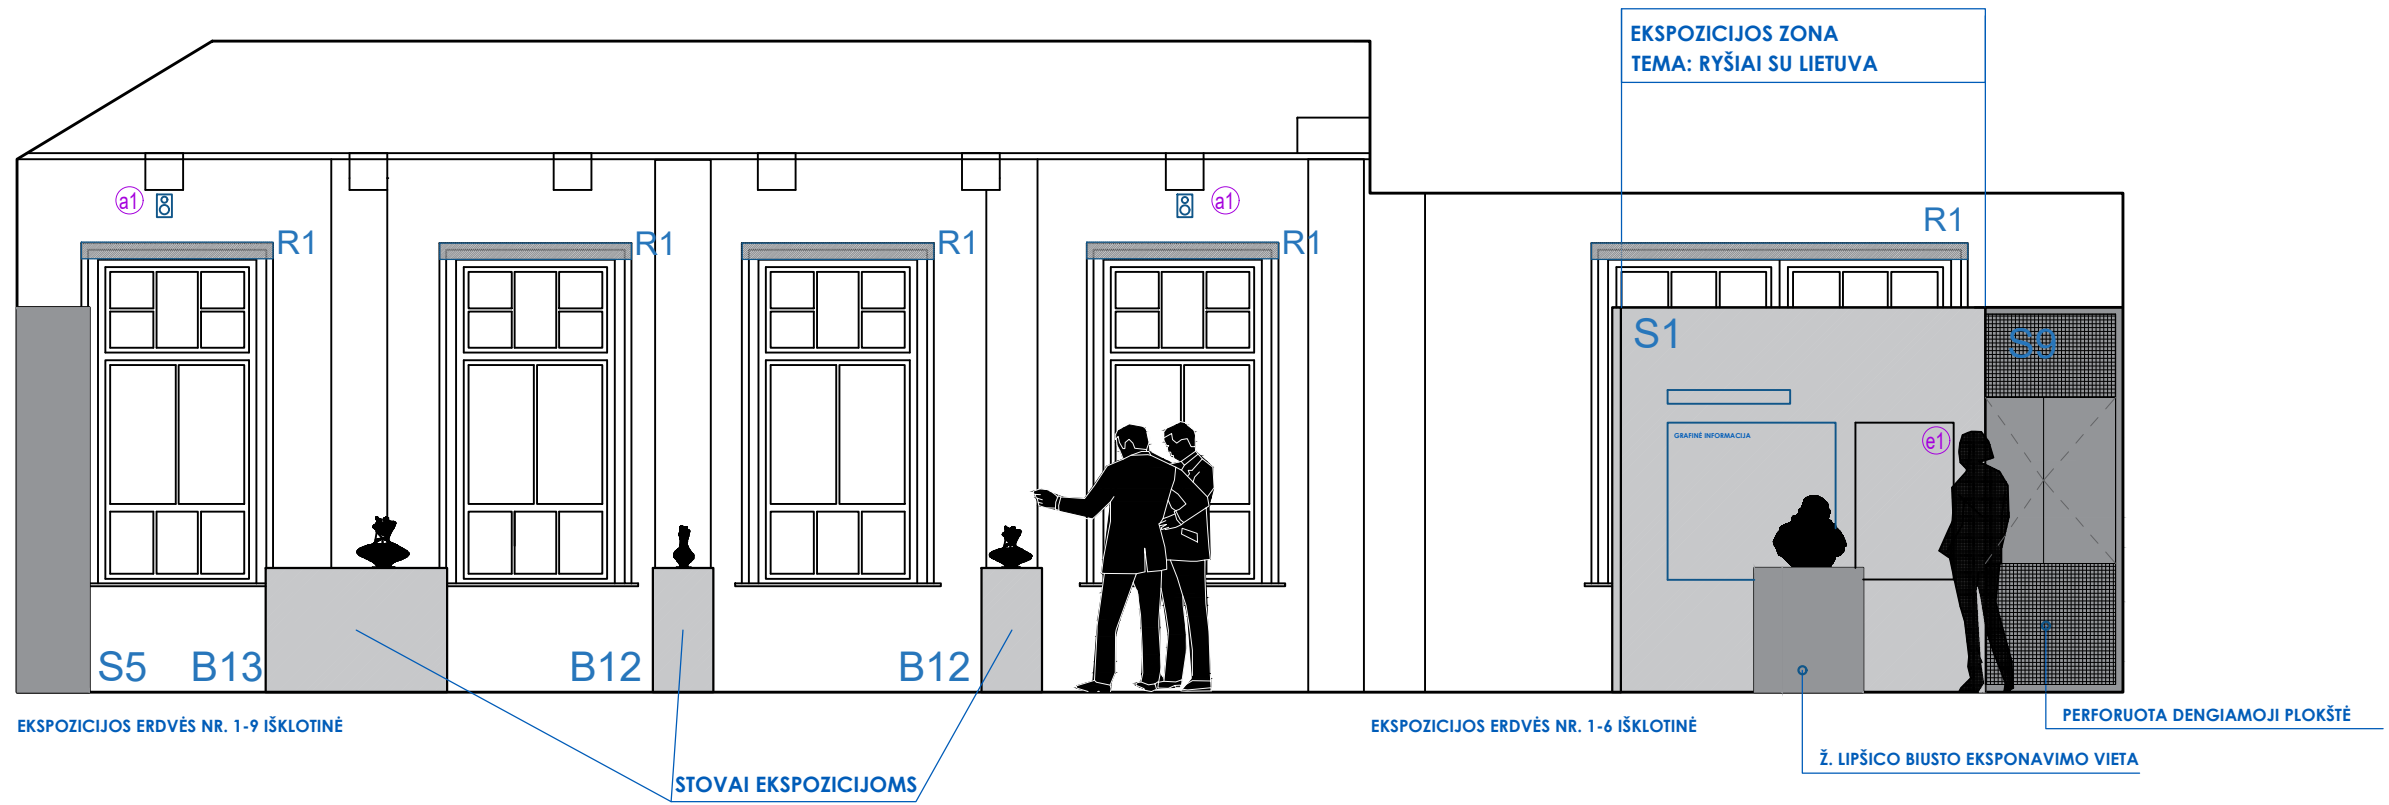 EKSPOZICIJOS ZONA
TEMA: RYŠIAI SU LIETUVA
a1
a1
R1
R1
R1
R1
R1
S1
S9
GRAFINĖ INFORMACIJA
e1
S5
B13
B12
B12
EKSPOZICIJOS ERDVĖS NR. 1-9 IŠKLOTINĖ
EKSPOZICIJOS ERDVĖS NR. 1-6 IŠKLOTINĖ
PERFORUOTA DENGIAMOJI PLOKŠTĖ
Ž. LIPŠICO BIUSTO EKSPONAVIMO VIETA
STOVAI EKSPOZICIJOMS